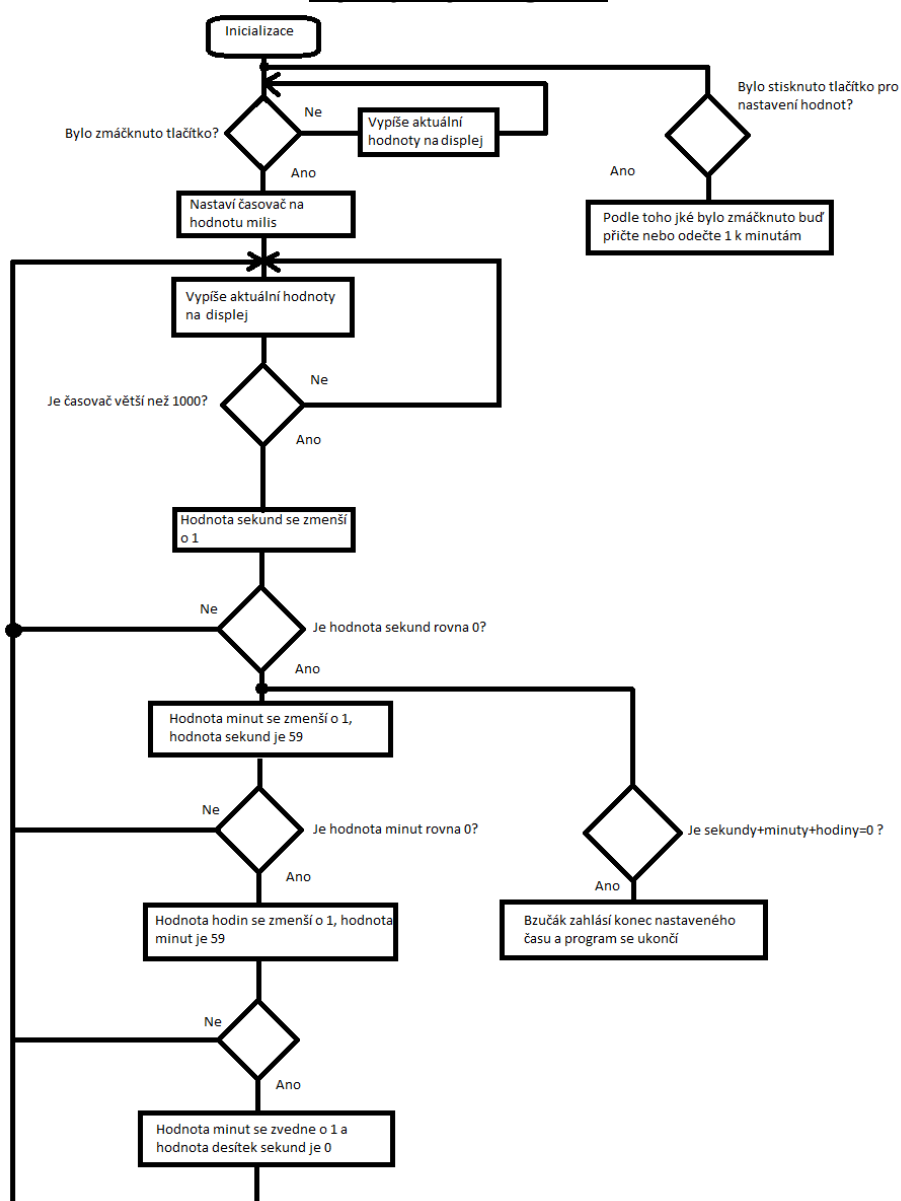 Inicializace
Bylo stisknuto tlačítko pro
nastavení hodnot?
Bylo zmáčknuto tlačítko?
Ne
Vypíše aktuální
hodnoty na displej
Ano
Ano
Nastaví časovač na
hodnotu milis
Podle toho jké bylo zmáčknuto buď
přičte nebo odečte 1 k minutám
Vypíše aktuální hodnoty
na displej
Je časovač větší než 1000?
Ne
Ano
Hodnota sekund se zmenší
o 1
Ne
Je hodnota sekund rovna 0?
Ano
Hodnota minut se zmenší o 1,
hodnota sekund je 59
Ne
Je hodnota minut rovna 0?
Je sekundy+minuty+hodiny=0 ?
Ano
Ano
Hodnota hodin se zmenší o 1, hodnota
minut je 59
Bzučák zahlásí konec nastaveného
času a program se ukončí
Ne
Ano
Hodnota minut se zvedne o 1 a
hodnota desítek sekund je 0